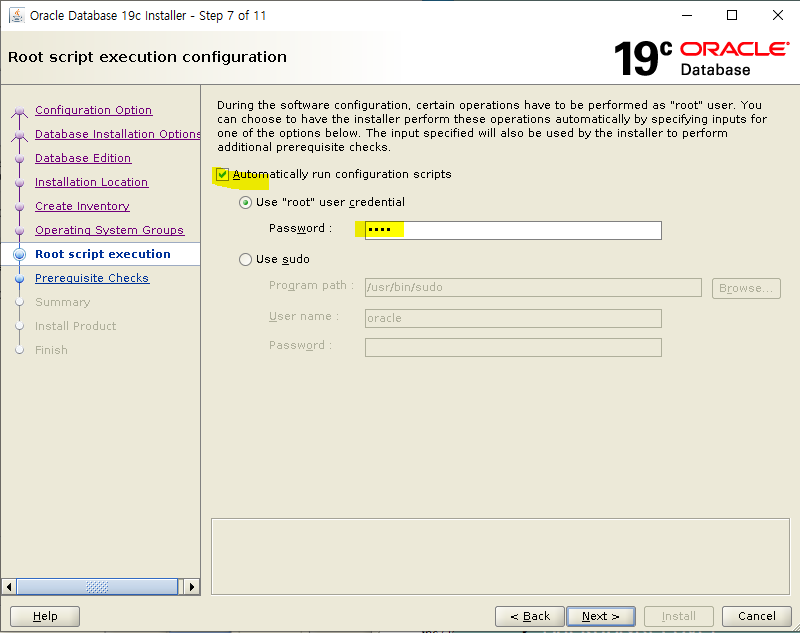 Oracle Database 19c Installer - Step 7 of 11
Root script execution configuration
19c ORACLE
Database
Configuration Option
Database Installation Options
Database Edition
Installation Location
Create Inventory
Operating System Groups
Root script execution
Prerequisite Checks
Summary
Install Product
Finish
During the software configuration, certain operations have to be performed as "root" user. You
can choose to have the installer perform these operations automatically by specifying inputs for
one of the options below. The input specified will also be used by the installer to perform
additional prerequisite checks.
Automatically run configuration scripts
Use "root" user credential
Password : ••••
Use sudo
Program path : /usr/bin/sudo Browse...
User name : oracle
Password :
Help < Back Next > Install Cancel